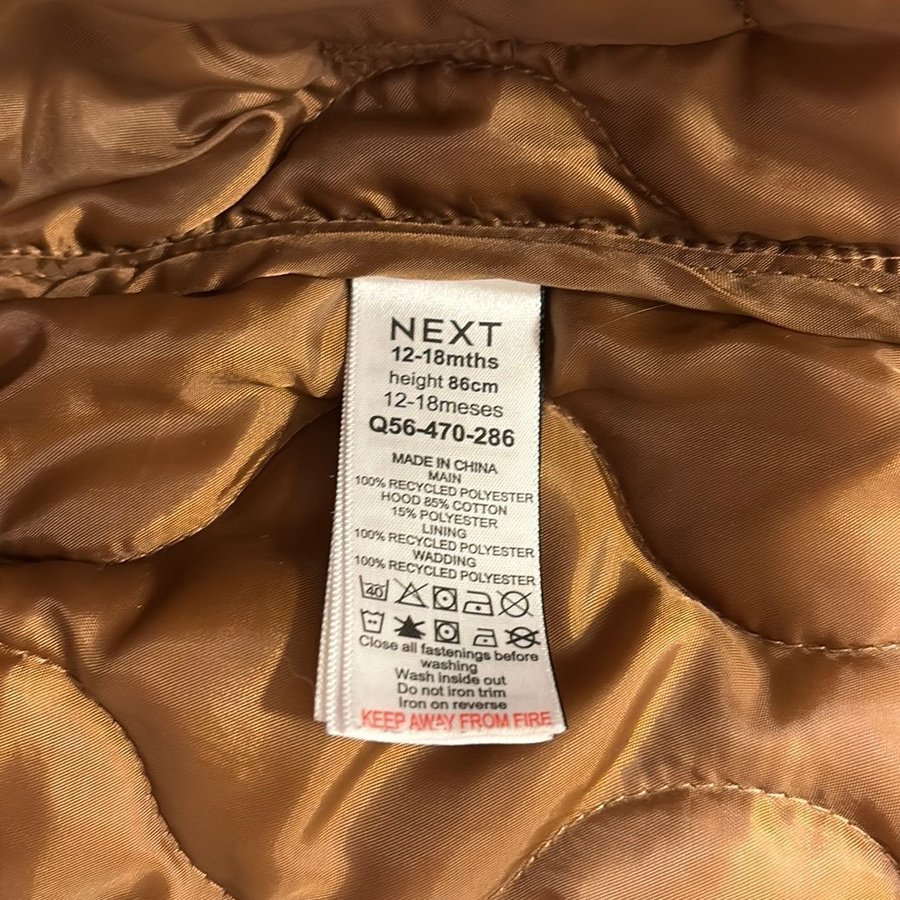 NEXT
12-18mths
height 86cm
12-18meses
Q56-470-286
MADE IN CHINA
MAIN
100% RECYCLED POLYESTER
HOOD 85% COTTON
15% POLYESTER
LINING
100% RECYCLED POLYESTER
WADDING
100% RECYCLED POLYESTER
40
Close all fastenings before
washing
Wash inside out
Do not iron trim
Iron on reverse
KEEP AWAY FROM FIRE